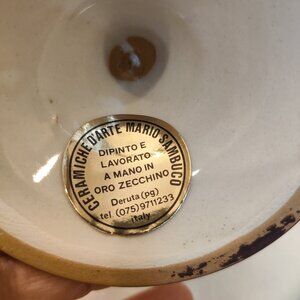 CERAMICHE D'ARTE MARIO SAMBUCO
DIPINTO E
LAVORATO
A MANO IN
ORO ZECCHINO
Deruta (pg)
tel. (075) 9711233
italy